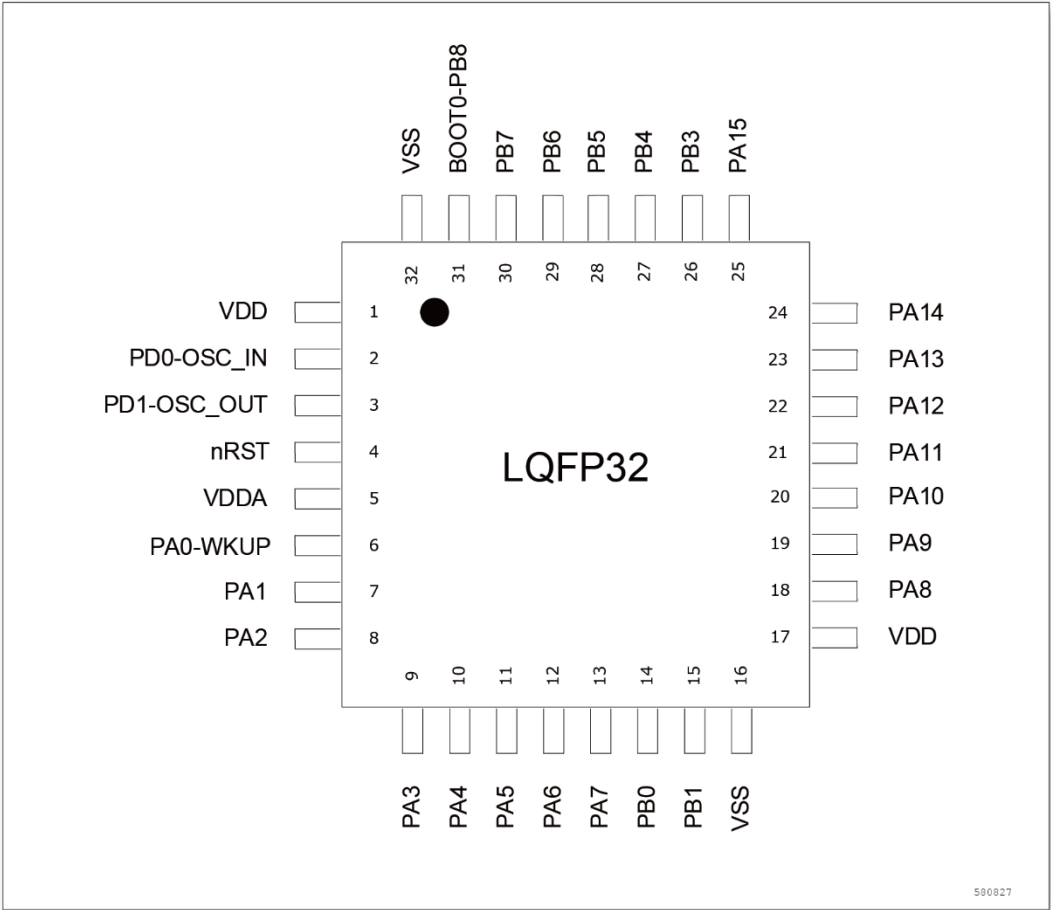 VSS
BOOT0-PB8
PB7
PB6
PB5
PB4
PB3
PA15
32
31
30
29
28
27
26
25
VDD 1
PD0-OSC_IN 2
PD1-OSC_OUT 3
nRST 4
VDDA 5
PA0-WKUP 6
PA1 7
PA2 8
LQFP32
24 PA14
23 PA13
22 PA12
21 PA11
20 PA10
19 PA9
18 PA8
17 VDD
9
10
11
12
13
14
15
16
PA3
PA4
PA5
PA6
PA7
PB0
PB1
VSS
580827